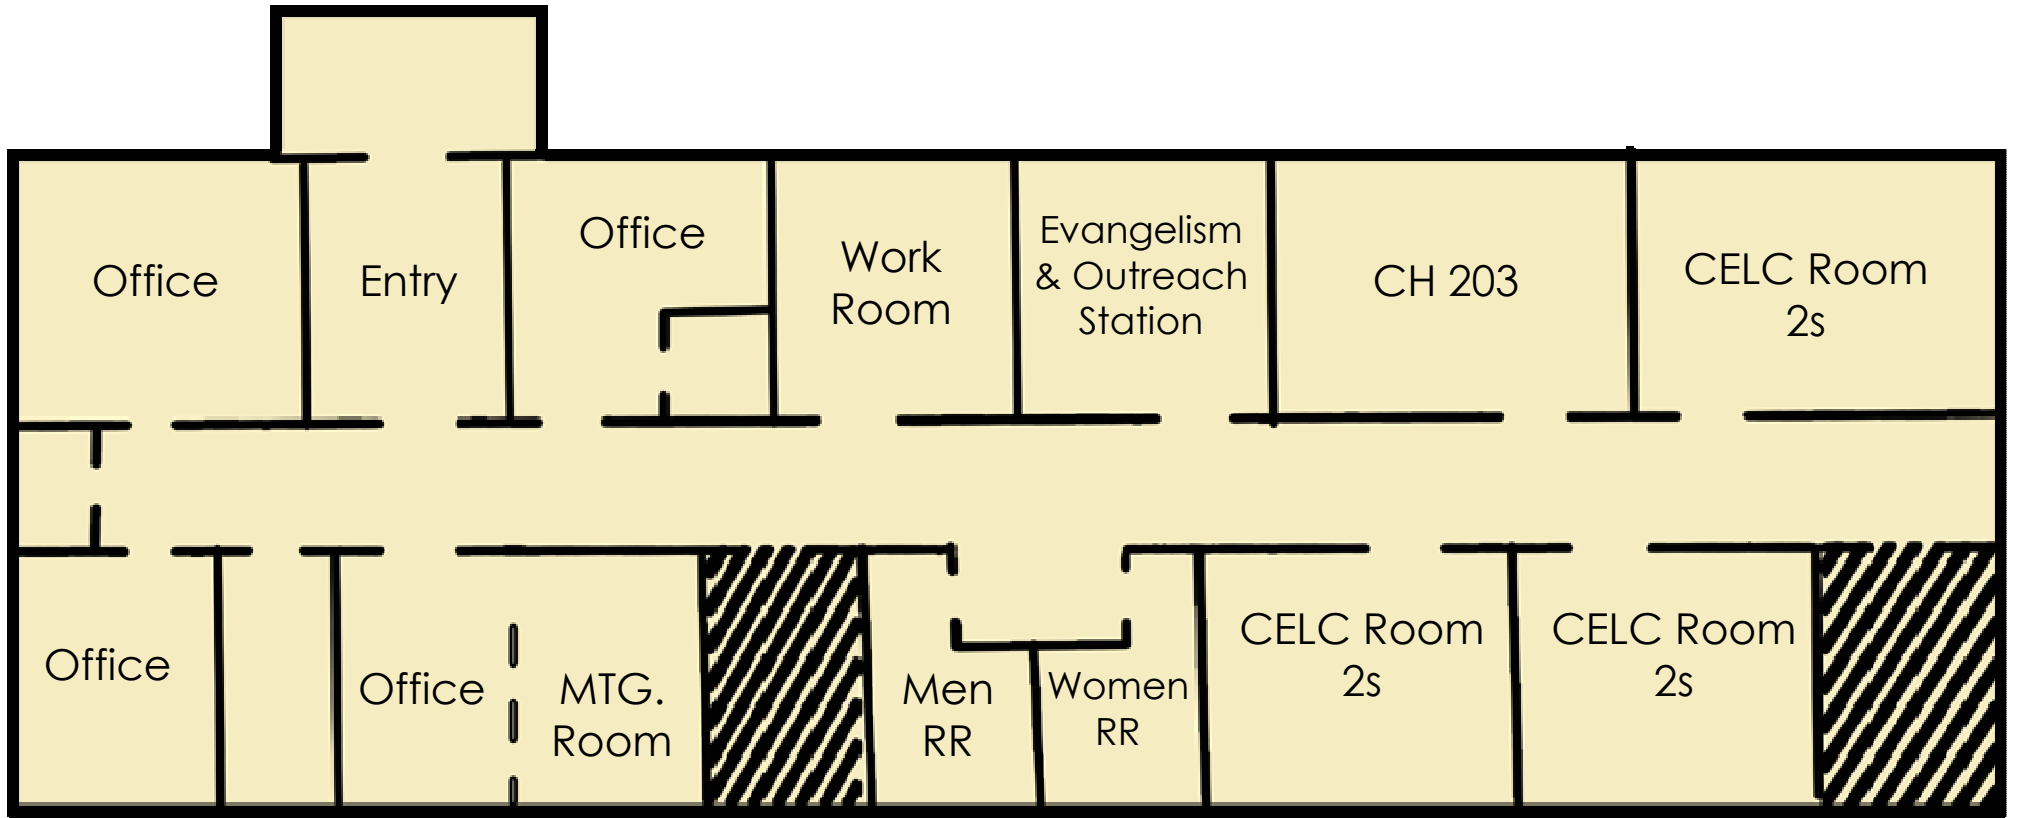 Office
Entry
Office
Work
Room
Evangelism
& Outreach
Station
CH 203
CELC Room
2s
Office
Office
MTG.
Room
Men
RR
Women
RR
CELC Room
2s
CELC Room
2s